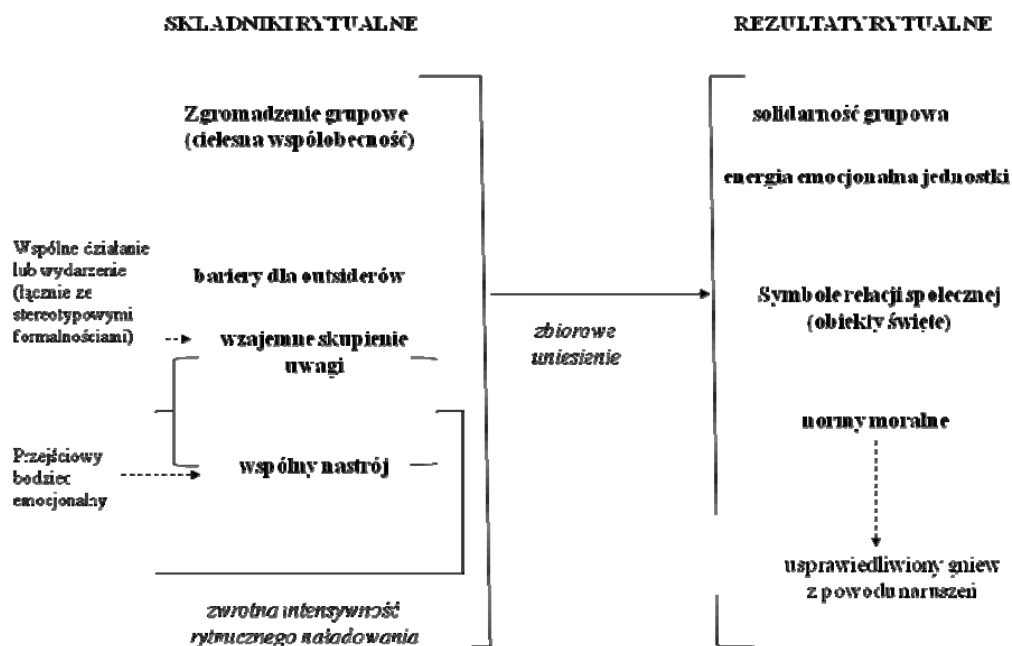 SKŁADNIKI RYTUALNE
REZULTATY RYTUALNE
Zgromadzenie grupowe
(cielesna współobecność)
Wspólne działanie
lub wydarzenie
(łącznie ze
stereotypowymi
formalnościami)
bariery dla outsiderów
wzajemne skupienie
uwagi
Przejściowy
bodziec
emocjonalny
wspólny nastrój
zwrotna intensywność
rytmicznego naładowania
zbiorowe
uniesienie
solidarność grupowa
energia emocjonalna jednostki
Symbole relacji społecznej
(obiekty święte)
normy moralne
usprawiedliwiony gniew
z powodu naruszeń